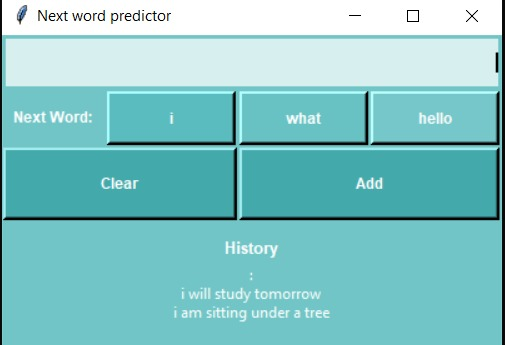 Next word predictor
Next Word: i what hello
Clear Add
History
:
i will study tomorrow
i am sitting under a tree